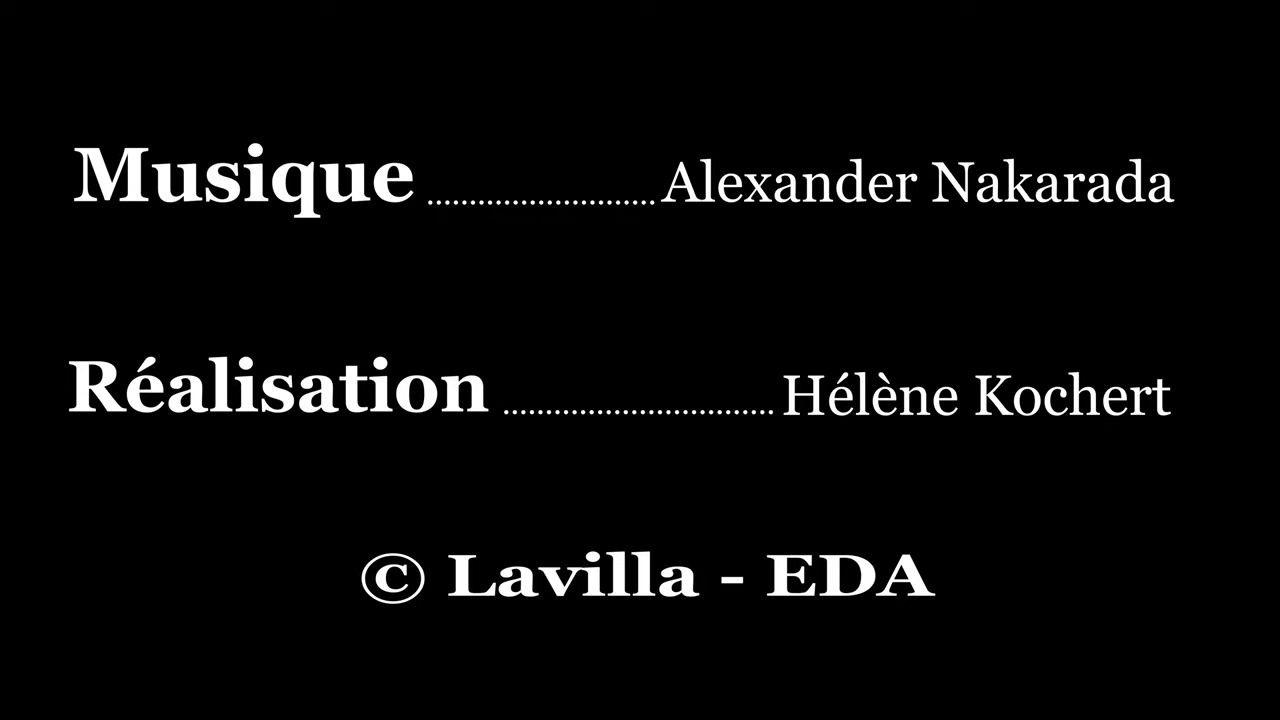 Musique ........................... Alexander Nakarada
Réalisation ................................ Hélène Kochert
© Lavilla - EDA